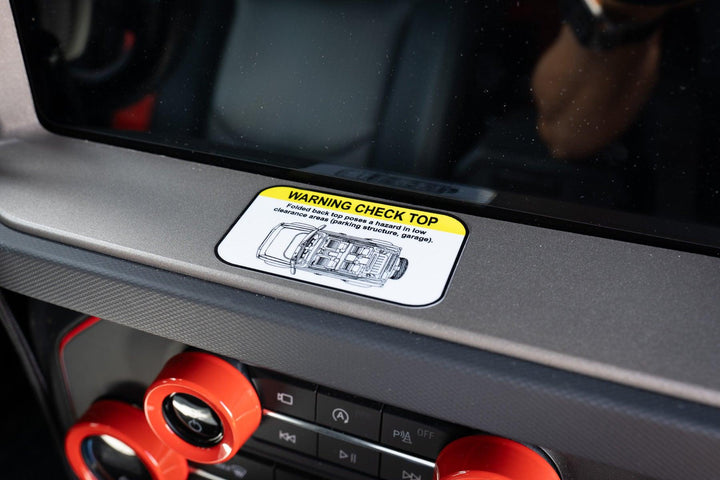 WARNING CHECK TOP
Folded back top poses a hazard in low
clearance areas (parking structure, garage).
A
P
OFF